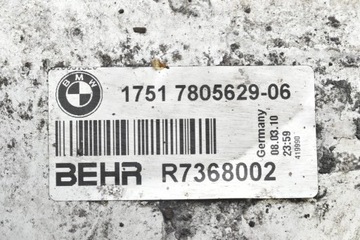 BMW
1751 7805629-06
Germany
08.03.10
23:59
419990
BEHR R7368002